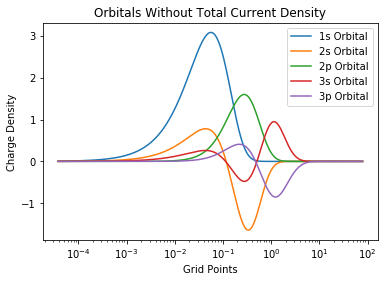 Orbitals Without Total Current Density
1s Orbital
2s Orbital
2p Orbital
3s Orbital
3p Orbital
Charge Density
3
2
1
0
−1
10⁻⁴
10⁻³
10⁻²
10⁻¹
10⁰
10¹
10²
Grid Points